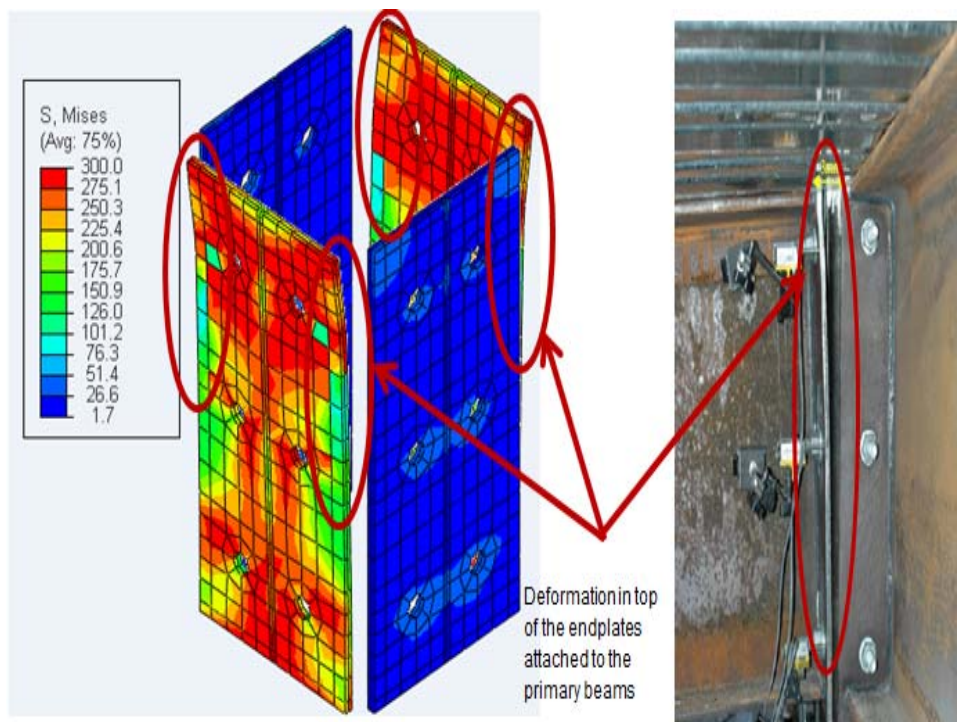 S, Mises
(Avg: 75%)
300.0
275.1
250.3
225.4
200.6
175.7
150.9
126.0
101.2
76.3
51.4
26.6
1.7
Deformation in top
of the endplates
attached to the
primary beams